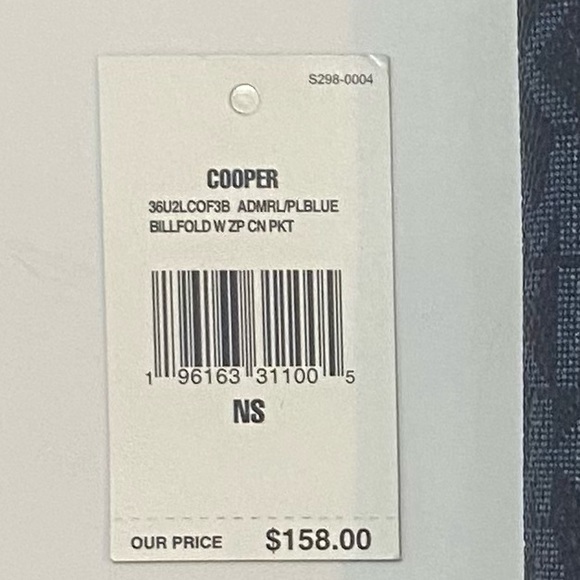 S298-0004
COOPER
36U2LCOF3B ADMRL/PLBLUE
BILLFOLD W ZP CN PKT
1 96163 31100 5
NS
OUR PRICE $158.00